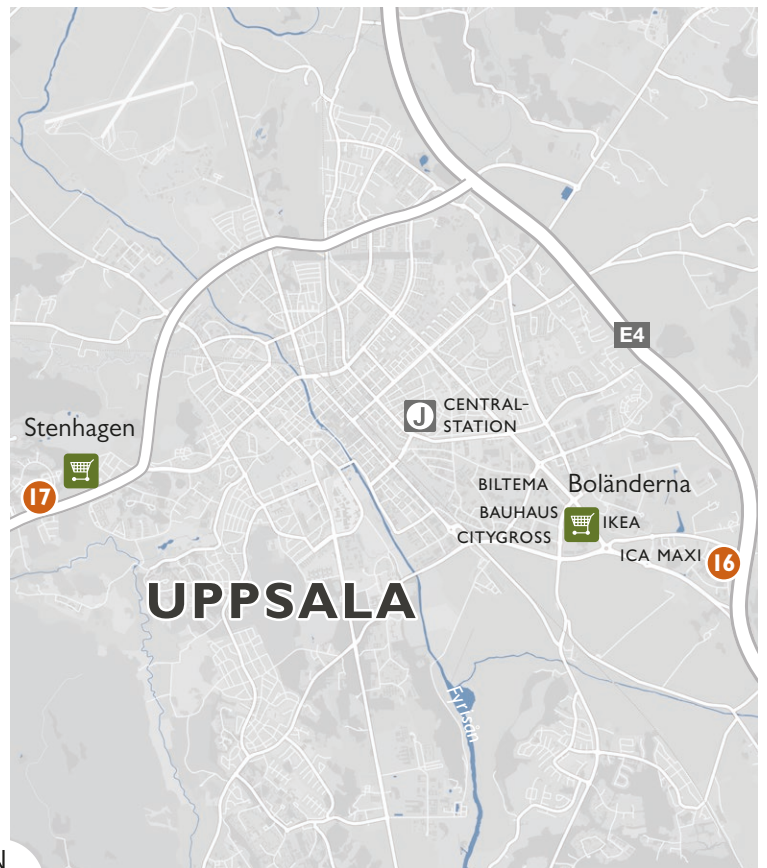 E4
J
CENTRAL-
STATION
Stenhagen
17
BILTEMA
Boländerna
BAUHAUS
IKEA
CITYGROSS
ICA MAXI
16
UPPSALA
Fyrisån
N